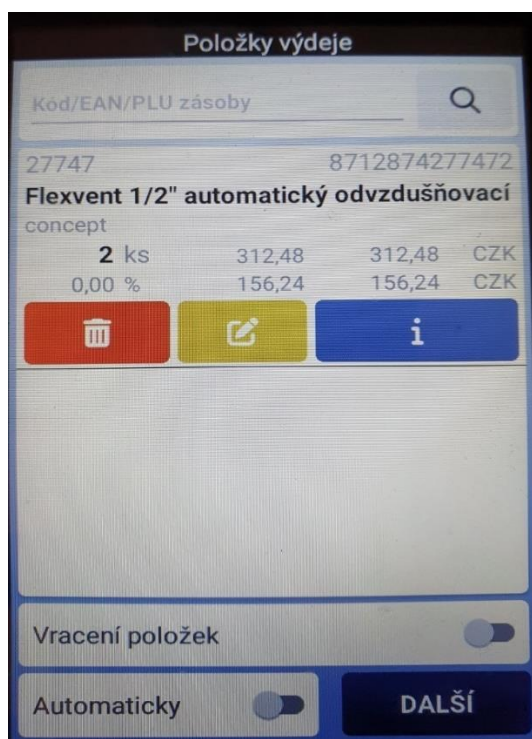 Položky výdeje
Kód/EAN/PLU zásoby
27747 8712874277472
Flexvent 1/2" automatický odvzdušňovací
concept
2 ks 312,48 312,48 CZK
0,00 % 156,24 156,24 CZK
i
Vracení položek
Automaticky DALŠÍ